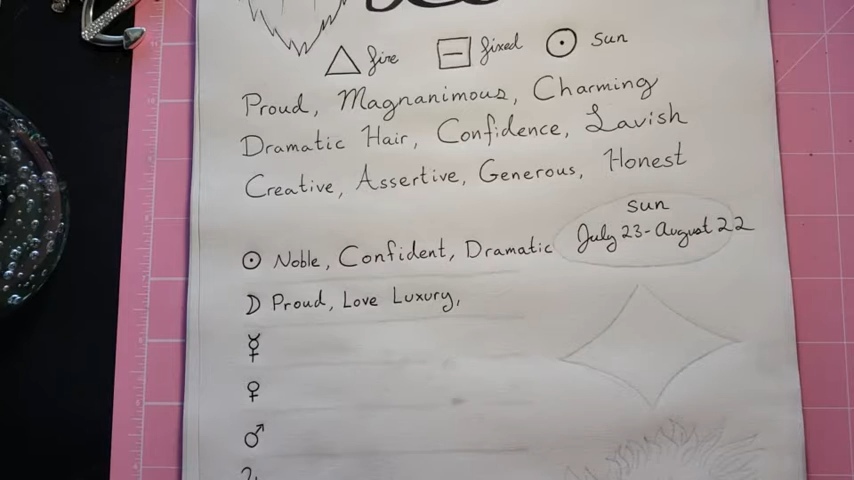 △ fire ⊟ fixed ☉ Sun
Proud, Magnanimous, Charming
Dramatic Hair, Confidence, Lavish
Creative, Assertive, Generous, Honest
Sun
July 23-August 22
☉ Noble, Confident, Dramatic
☽ Proud, Love Luxury,
☿
♀
♂